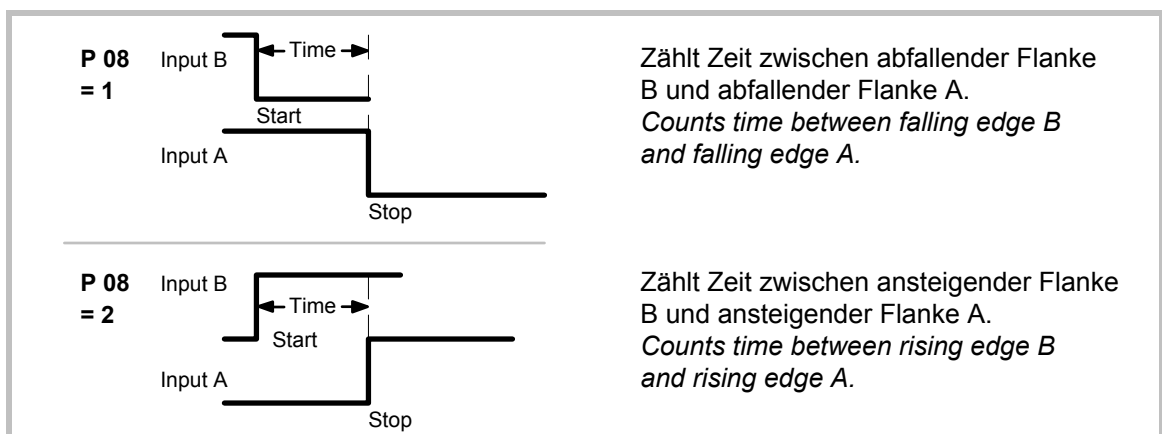 P 08
= 1
Input B
Time
Start
Input A
Stop
Zählt Zeit zwischen abfallender Flanke
B und abfallender Flanke A.
Counts time between falling edge B
and falling edge A.
P 08
= 2
Input B
Time
Start
Input A
Stop
Zählt Zeit zwischen ansteigender Flanke
B und ansteigender Flanke A.
Counts time between rising edge B
and rising edge A.